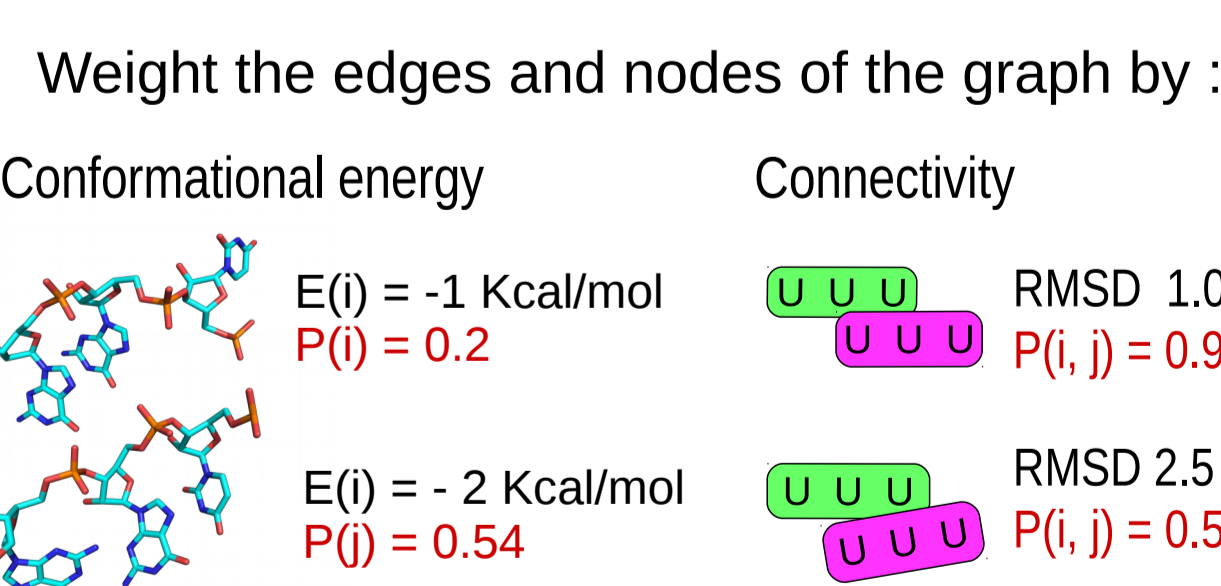 Weight the edges and nodes of the graph by :
Conformational energy
Connectivity
E(i) = -1 Kcal/mol
P(i) = 0.2
U U U
U U U
RMSD 1.0
P(i, j) = 0.9
E(i) = - 2 Kcal/mol
P(j) = 0.54
U U U
U U U
RMSD 2.5
P(i, j) = 0.5